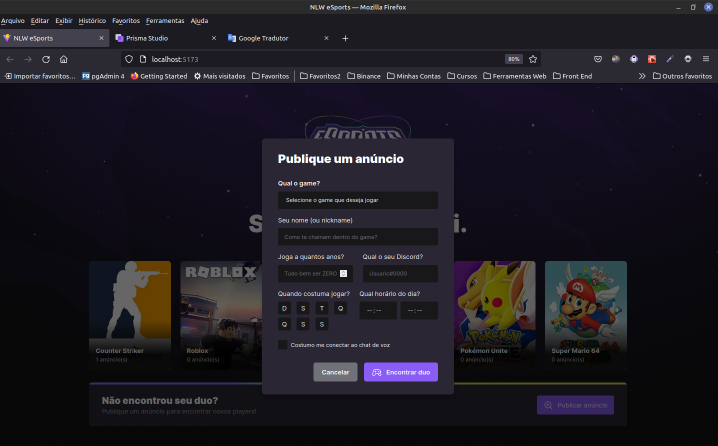 NLW eSports — Mozilla Firefox
Arquivo Editar Exibir Histórico Favoritos Ferramentas Ajuda
NLW eSports
Prisma Studio
Google Tradutor
localhost:5173
80%
Importar favoritos... pgAdmin 4 Getting Started Mais visitados Favoritos Favoritos2 Binance Minhas Contas Cursos Ferramentas Web Front End Outros favoritos
eSPORTS
S i.
Publique um anúncio
Qual o game?
Selecione o game que deseja jogar
Seu nome (ou nickname)
Como te chamam dentro do game?
Joga a quantos anos? Qual o seu Discord?
Tudo bem ser ZERO Usuario#0000
Quando costuma jogar? Qual horário do dia?
D S T Q --:-- --:--
Q S S
Costumo me conectar ao chat de voz
Cancelar Encontrar duo
ROBLOX
Counter Striker
1 anúncio(s)
Roblox
0 anúncio(s)
Pokémon Unite
0 anúncio(s)
Super Mario 64
0 anúncio(s)
Não encontrou seu duo?
Publique um anúncio para encontrar novos players!
Publicar anúncio